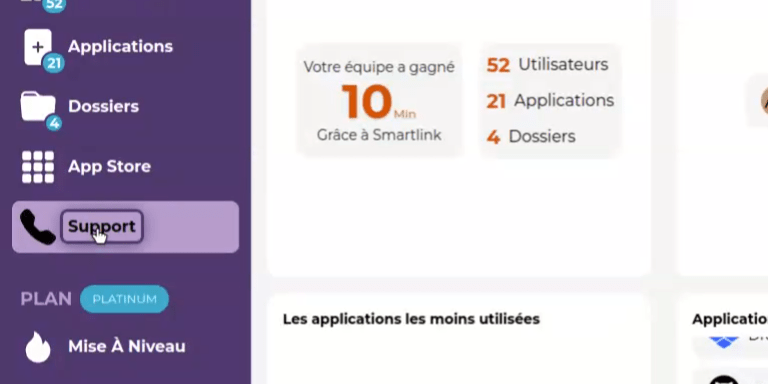 52
Applications
21
Dossiers
4
App Store
Support
PLAN PLATINUM
Mise À Niveau
Votre équipe a gagné
10 Min
Grâce à Smartlink
52 Utilisateurs
21 Applications
4 Dossiers
Les applications les moins utilisées